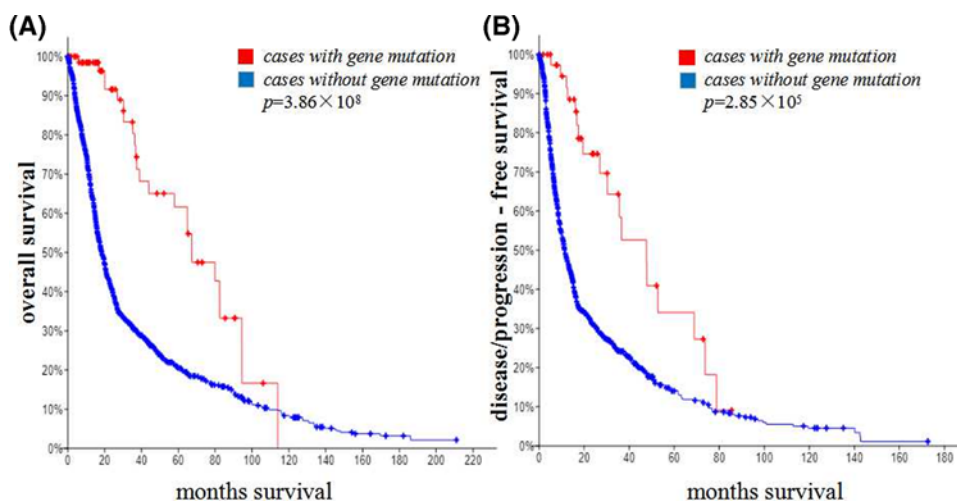 (A)
cases with gene mutation
cases without gene mutation
p=3.86×10⁸
overall survival
100%
90%
80%
70%
60%
50%
40%
30%
20%
10%
0%
0 20 40 60 80 100 120 140 160 180 200 220
months survival
(B)
cases with gene mutation
cases without gene mutation
p=2.85×10⁵
disease/progression - free survival
100%
90%
80%
70%
60%
50%
40%
30%
20%
10%
0%
0 20 40 60 80 100 120 140 160 180
months survival